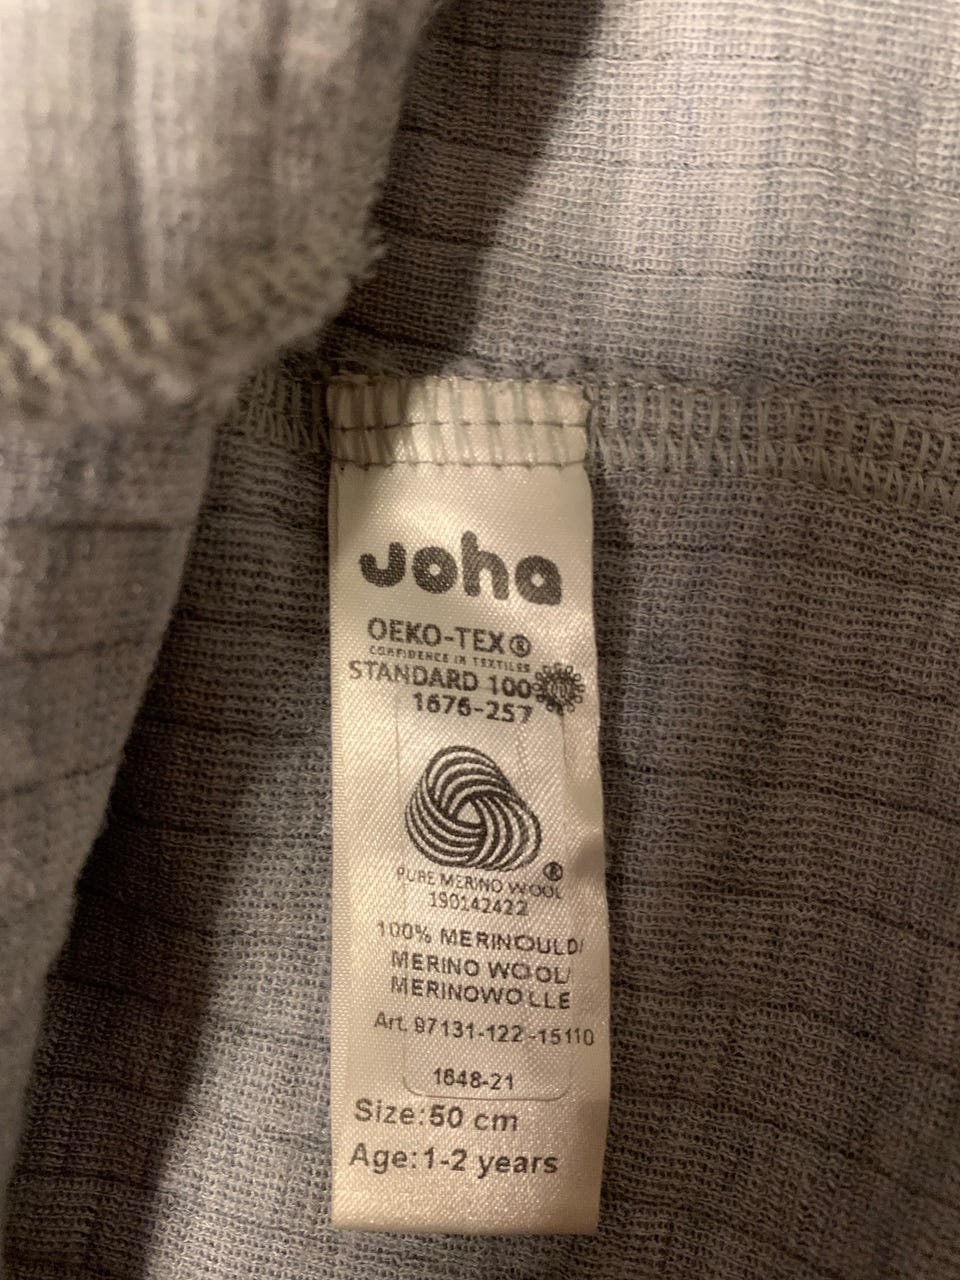 Joha
OEKO-TEX®
CONFIDENCE IN TEXTILES
STANDARD 100
1676-257
®
PURE MERINO WOOL
190142422
100% MERINOULD/
MERINO WOOL/
MERINOWOLLE
Art. 97131-122-15110
1648-21
Size: 50 cm
Age: 1-2 years